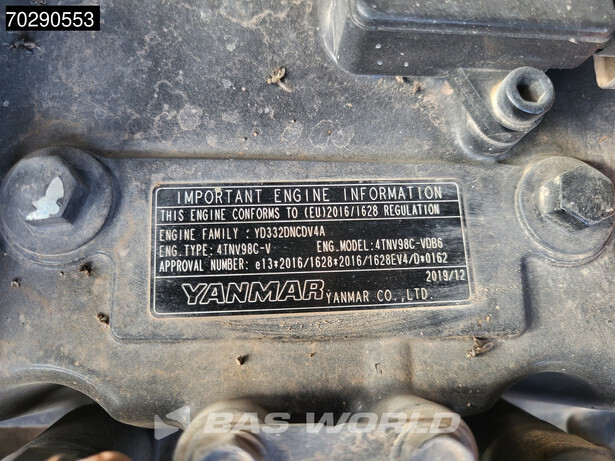 70290553
IMPORTANT ENGINE INFORMATION
THIS ENGINE CONFORMS TO (EU)2016/1628 REGULATION
ENGINE FAMILY : YD332DNCDV4A
ENG.TYPE: 4TNV98C-V ENG.MODEL: 4TNV98C-VDB6
APPROVAL NUMBER: e13*2016/1628*2016/1628EV4/D*0162
2019/12
YANMAR YANMAR CO.,LTD.
BAS WORLD